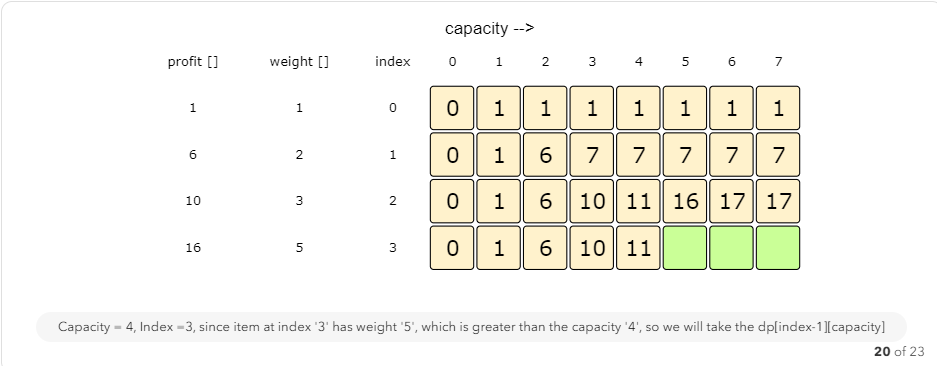 capacity -->
profit [] weight [] index 0 1 2 3 4 5 6 7
1 1 0 0 1 1 1 1 1 1 1
6 2 1 0 1 6 7 7 7 7 7
10 3 2 0 1 6 10 11 16 17 17
16 5 3 0 1 6 10 11
Capacity = 4, Index =3, since item at index '3' has weight '5', which is greater than the capacity '4', so we will take the dp[index-1][capacity]
20 of 23